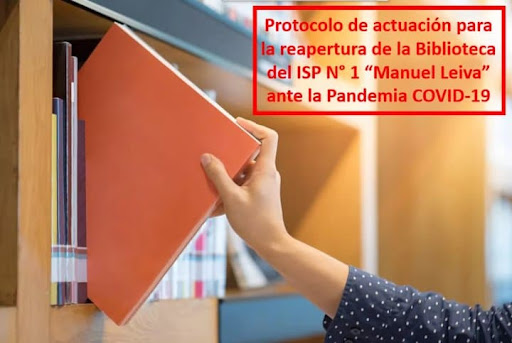 Protocolo de actuación para
la reapertura de la Biblioteca
del ISP N° 1 “Manuel Leiva”
ante la Pandemia COVID-19